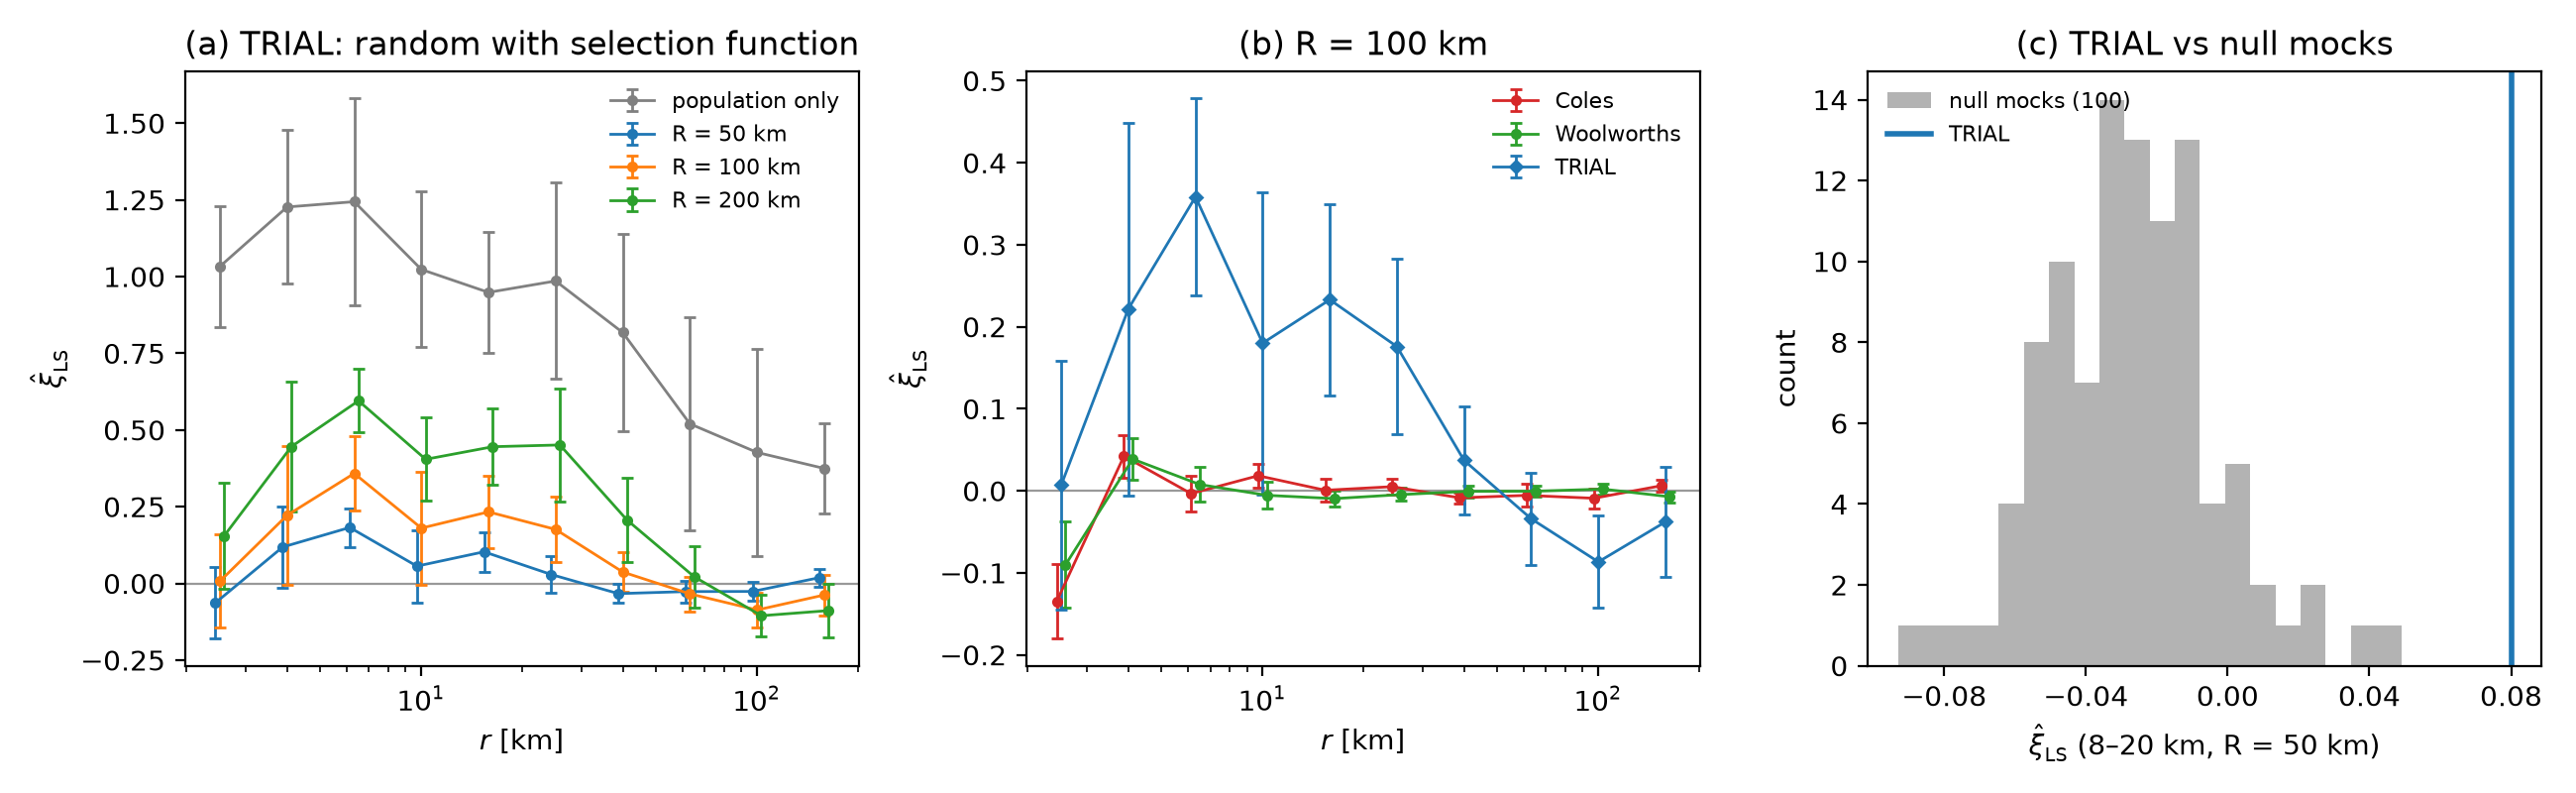 (a) TRIAL: random with selection function
ξ̂LS
1.50
1.25
1.00
0.75
0.50
0.25
0.00
−0.25
population only
R = 50 km
R = 100 km
R = 200 km
10¹
10²
r [km]
(b) R = 100 km
ξ̂LS
0.5
0.4
0.3
0.2
0.1
0.0
−0.1
−0.2
Coles
Woolworths
TRIAL
10¹
10²
r [km]
(c) TRIAL vs null mocks
count
14
12
10
8
6
4
2
0
null mocks (100)
TRIAL
−0.08
−0.04
0.00
0.04
0.08
ξ̂LS (8–20 km, R = 50 km)